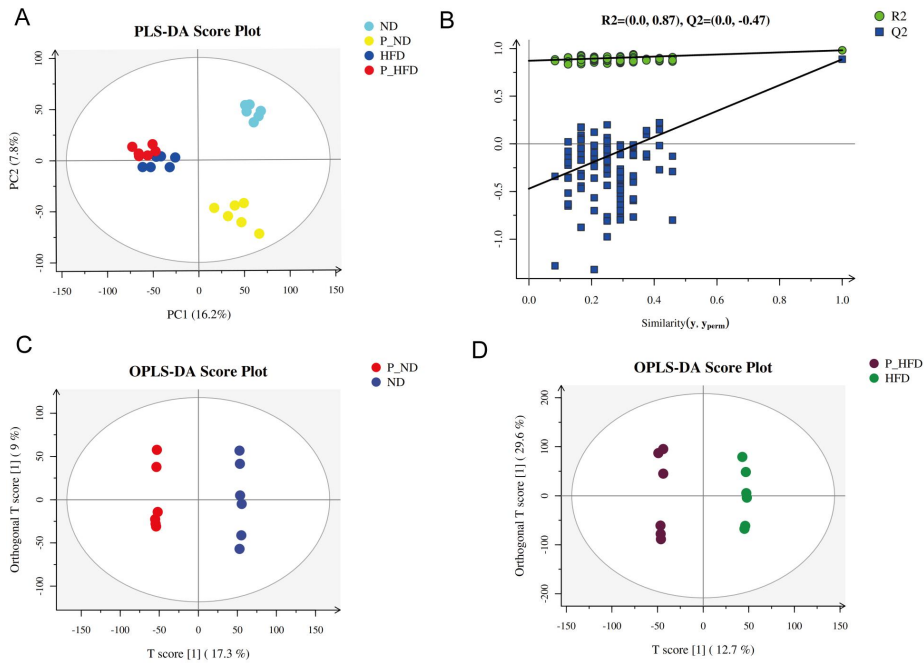 A
PLS-DA Score Plot
ND
P_ND
HFD
P_HFD
PC2 (7.8%)
100
50
0
-50
-100
-150
-100
-50
0
50
100
150
PC1 (16.2%)
B
R2=(0.0, 0.87), Q2=(0.0, -0.47)
R2
Q2
1.0
0.5
0.0
-0.5
-1.0
0.0
0.2
0.4
0.6
0.8
1.0
Similarity(y, yperm)
C
OPLS-DA Score Plot
P_ND
ND
Orthogonal T score [1] ( 9 %)
100
50
0
-50
-100
-150
-100
-50
0
50
100
150
T score [1] ( 17.3 %)
D
OPLS-DA Score Plot
P_HFD
HFD
Orthogonal T score [1] ( 29.6 %)
200
100
0
-100
-200
-150
-100
-50
0
50
100
150
T score [1] ( 12.7 %)